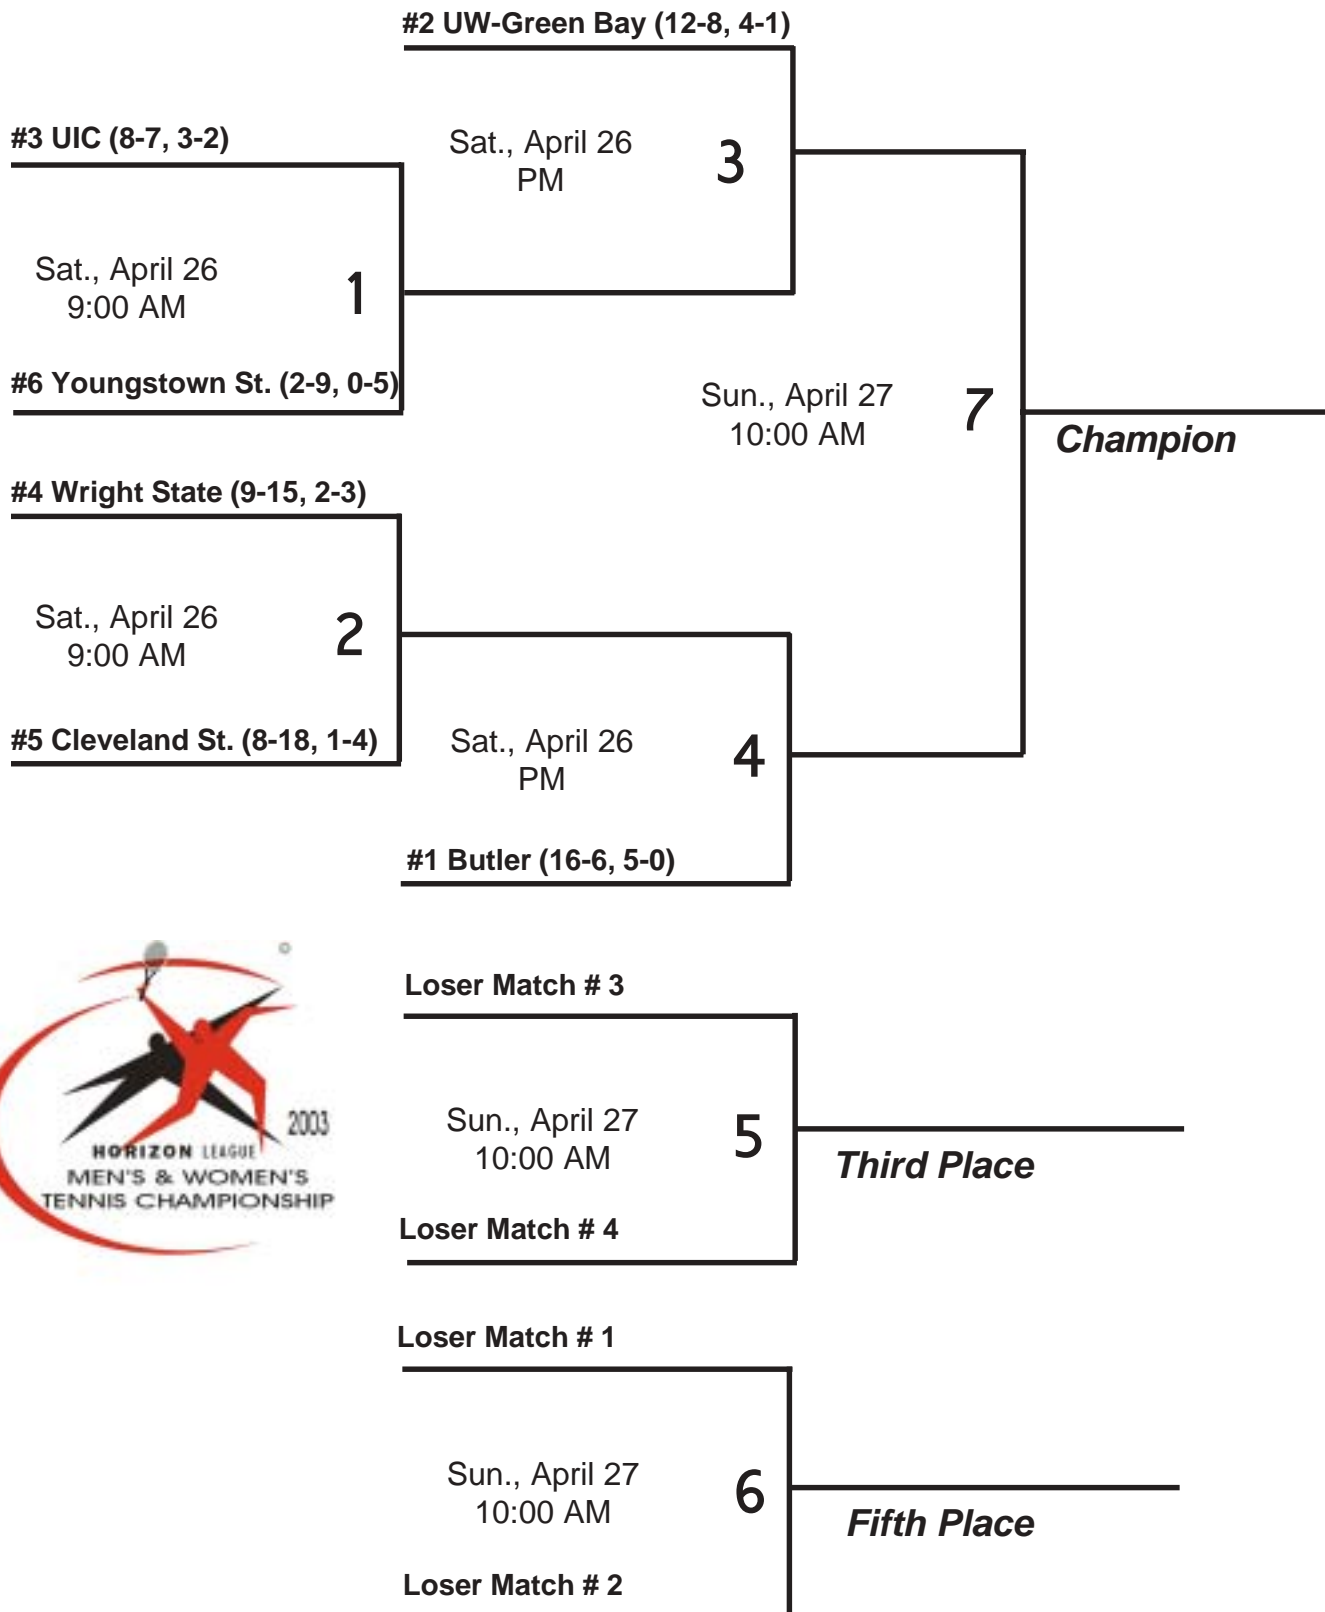 #2 UW-Green Bay (12-8, 4-1)
#3 UIC (8-7, 3-2)
Sat., April 26
PM
3
Sat., April 26
9:00 AM
1
#6 Youngstown St. (2-9, 0-5)
Sun., April 27
10:00 AM
7
Champion
#4 Wright State (9-15, 2-3)
Sat., April 26
9:00 AM
2
#5 Cleveland St. (8-18, 1-4)
Sat., April 26
PM
4
#1 Butler (16-6, 5-0)
2003
HORIZON LEAGUE
MEN'S & WOMEN'S
TENNIS CHAMPIONSHIP
Loser Match # 3
Sun., April 27
10:00 AM
5
Third Place
Loser Match # 4
Loser Match # 1
Sun., April 27
10:00 AM
6
Fifth Place
Loser Match # 2